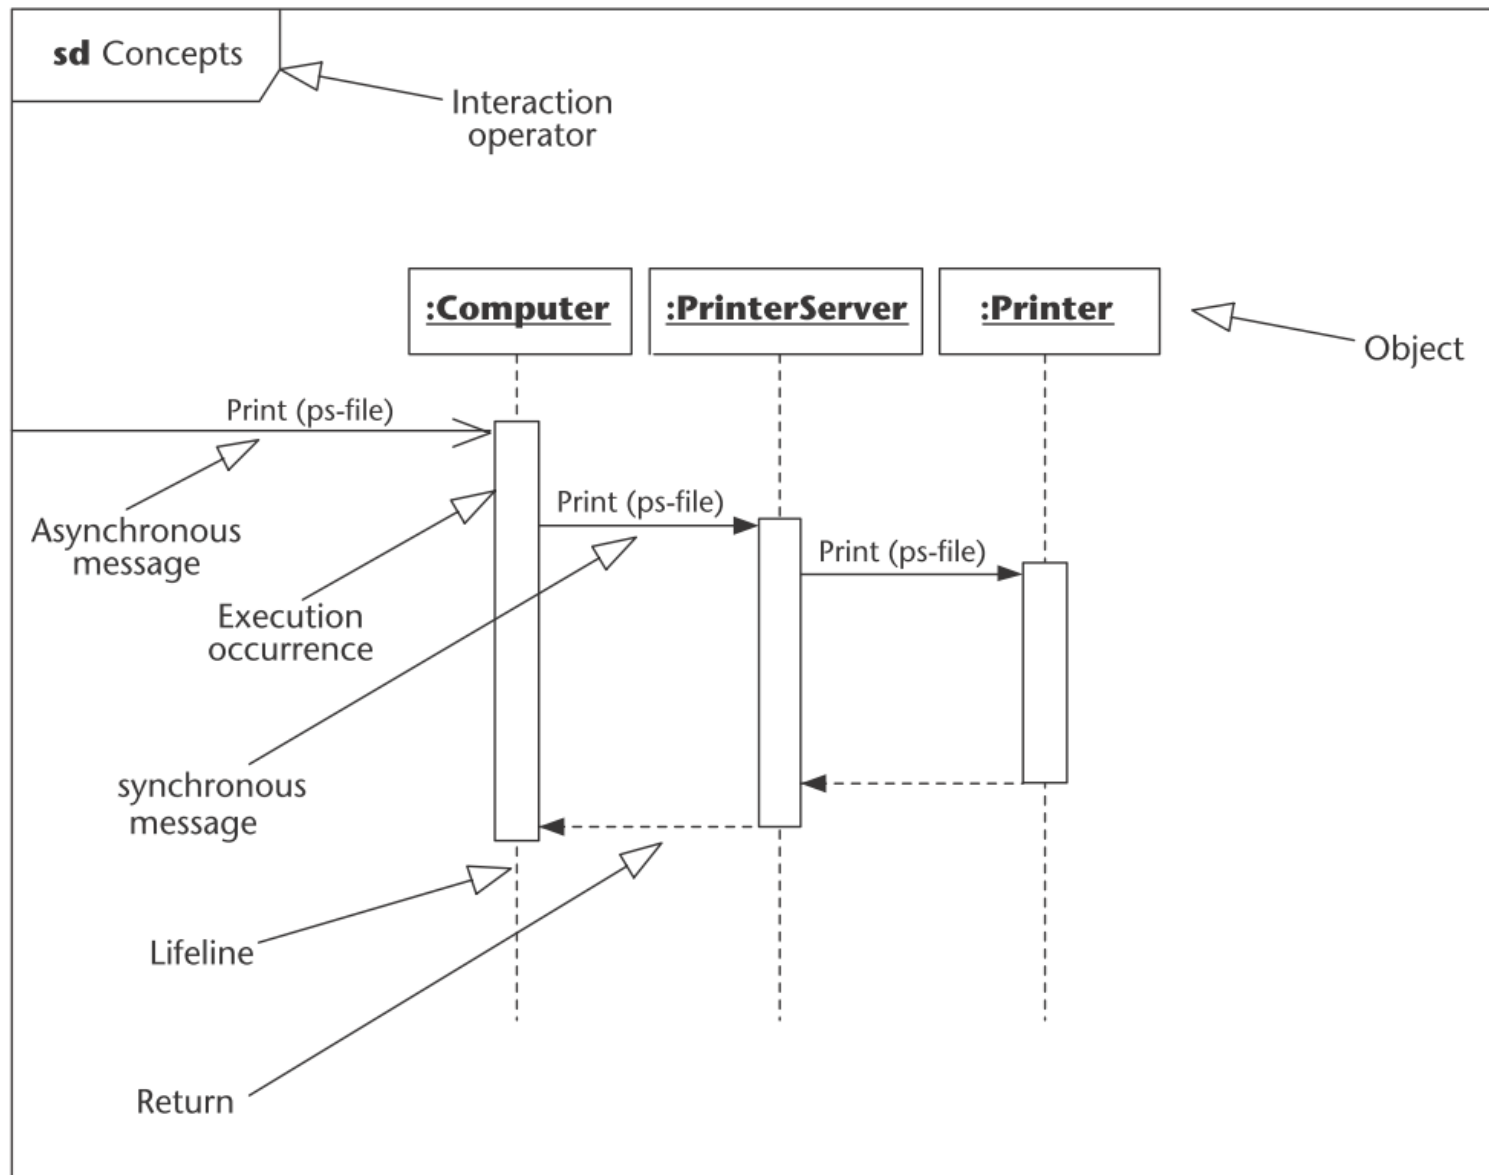 sd Concepts
Interaction
operator
:Computer
:PrinterServer
:Printer
Object
Print (ps-file)
Asynchronous
message
Print (ps-file)
Print (ps-file)
Execution
occurrence
synchronous
message
Lifeline
Return